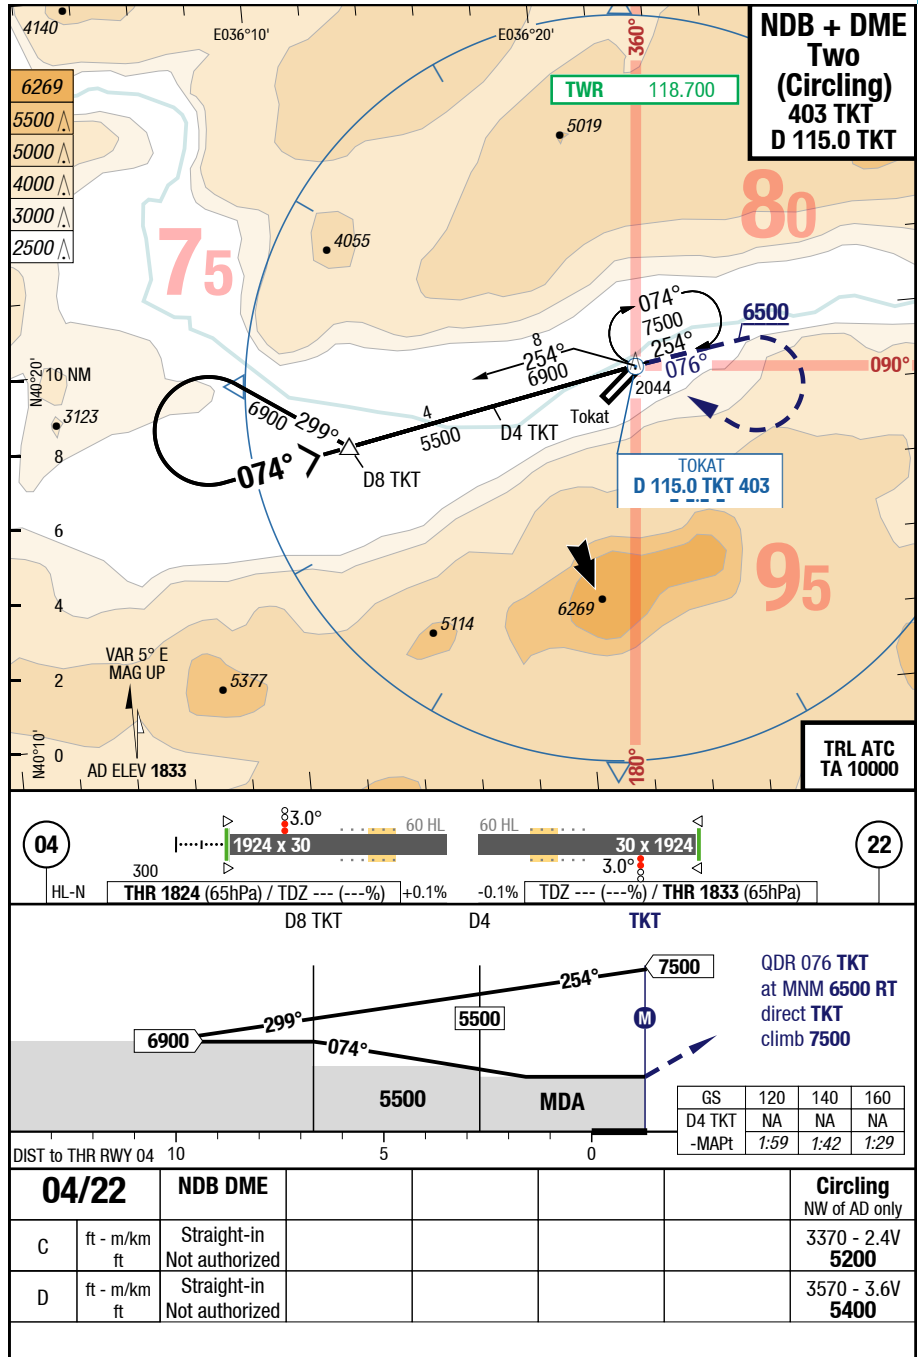 4140
E036°10'
E036°20'
360°
NDB + DME
Two
(Circling)
403 TKT
D 115.0 TKT
6269
5500
5000
4000
3000
2500
TWR 118.700
5019
80
4055
75
074°
7500
254°
6500
076°
090°
8
254°
6900
2044
Tokat
N40°20'
10 NM
3123
6900
299°
4
5500
D4 TKT
074°
D8 TKT
8
TOKAT
D 115.0 TKT 403
6
95
4
6269
5114
VAR 5° E
MAG UP
2
5377
N40°10'
0
AD ELEV 1833
180°
TRL ATC
TA 10000
04
3.0°
60 HL
60 HL
22
1924 x 30
30 x 1924
300
3.0°
HL-N
THR 1824 (65hPa) / TDZ --- (---%)
+0.1%
-0.1%
TDZ --- (---%) / THR 1833 (65hPa)
D8 TKT
D4
TKT
7500
254°
QDR 076 TKT
at MNM 6500 RT
direct TKT
climb 7500
299°
5500
M
6900
074°
5500
MDA
GS 120 140 160
D4 TKT NA NA NA
-MAPt 1:59 1:42 1:29
DIST to THR RWY 04 10 5 0
04/22
NDB DME
Circling
NW of AD only
C
ft - m/km
ft
Straight-in
Not authorized
3370 - 2.4V
5200
D
ft - m/km
ft
Straight-in
Not authorized
3570 - 3.6V
5400